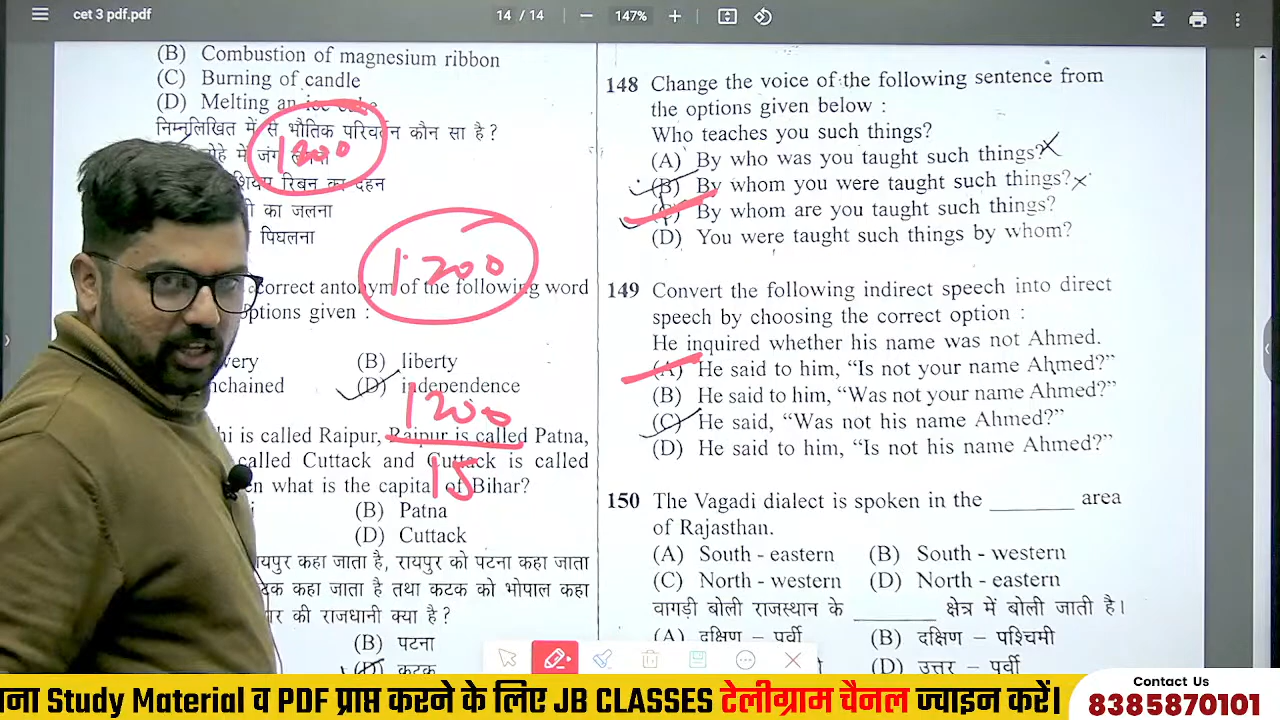 cet 3 pdf.pdf
14 / 14
147%
(B) Combustion of magnesium ribbon
(C) Burning of candle
(D) Melting an ice
निम्नलिखित में से भौतिक परिवर्तन कौन सा है?
में जंग
रिबन का दहन
का जलना
पिघलना
1200
1200
correct antonym of the following word
options given :
(B) liberty
(D) independence
1200
15
is called Raipur, Raipur is called Patna,
called Cuttack and Cuttack is called
what is the capital of Bihar?
(B) Patna
(D) Cuttack
कहा जाता है, रायपुर को पटना कहा जाता
कहा जाता है तथा कटक को भोपाल कहा
की राजधानी क्या है?
(B) पटना
(D) कटक
148 Change the voice of the following sentence from
the options given below :
Who teaches you such things?
(A) By who was you taught such things?
(B) By whom you were taught such things?
(C) By whom are you taught such things?
(D) You were taught such things by whom?
149 Convert the following indirect speech into direct
speech by choosing the correct option :
He inquired whether his name was not Ahmed.
(A) He said to him, “Is not your name Ahmed?”
(B) He said to him, “Was not your name Ahmed?”
(C) He said, “Was not his name Ahmed?”
(D) He said to him, “Is not his name Ahmed?”
150 The Vagadi dialect is spoken in the ________ area
of Rajasthan.
(A) South - eastern (B) South - western
(C) North - western (D) North - eastern
वागड़ी बोली राजस्थान के ________ क्षेत्र में बोली जाती है।
(A) दक्षिण – पूर्वी (B) दक्षिण – पश्चिमी
(D) उत्तर – पूर्वी
Study Material व PDF प्राप्त करने के लिए JB CLASSES टेलीग्राम चैनल ज्वाइन करें।
Contact Us
8385870101